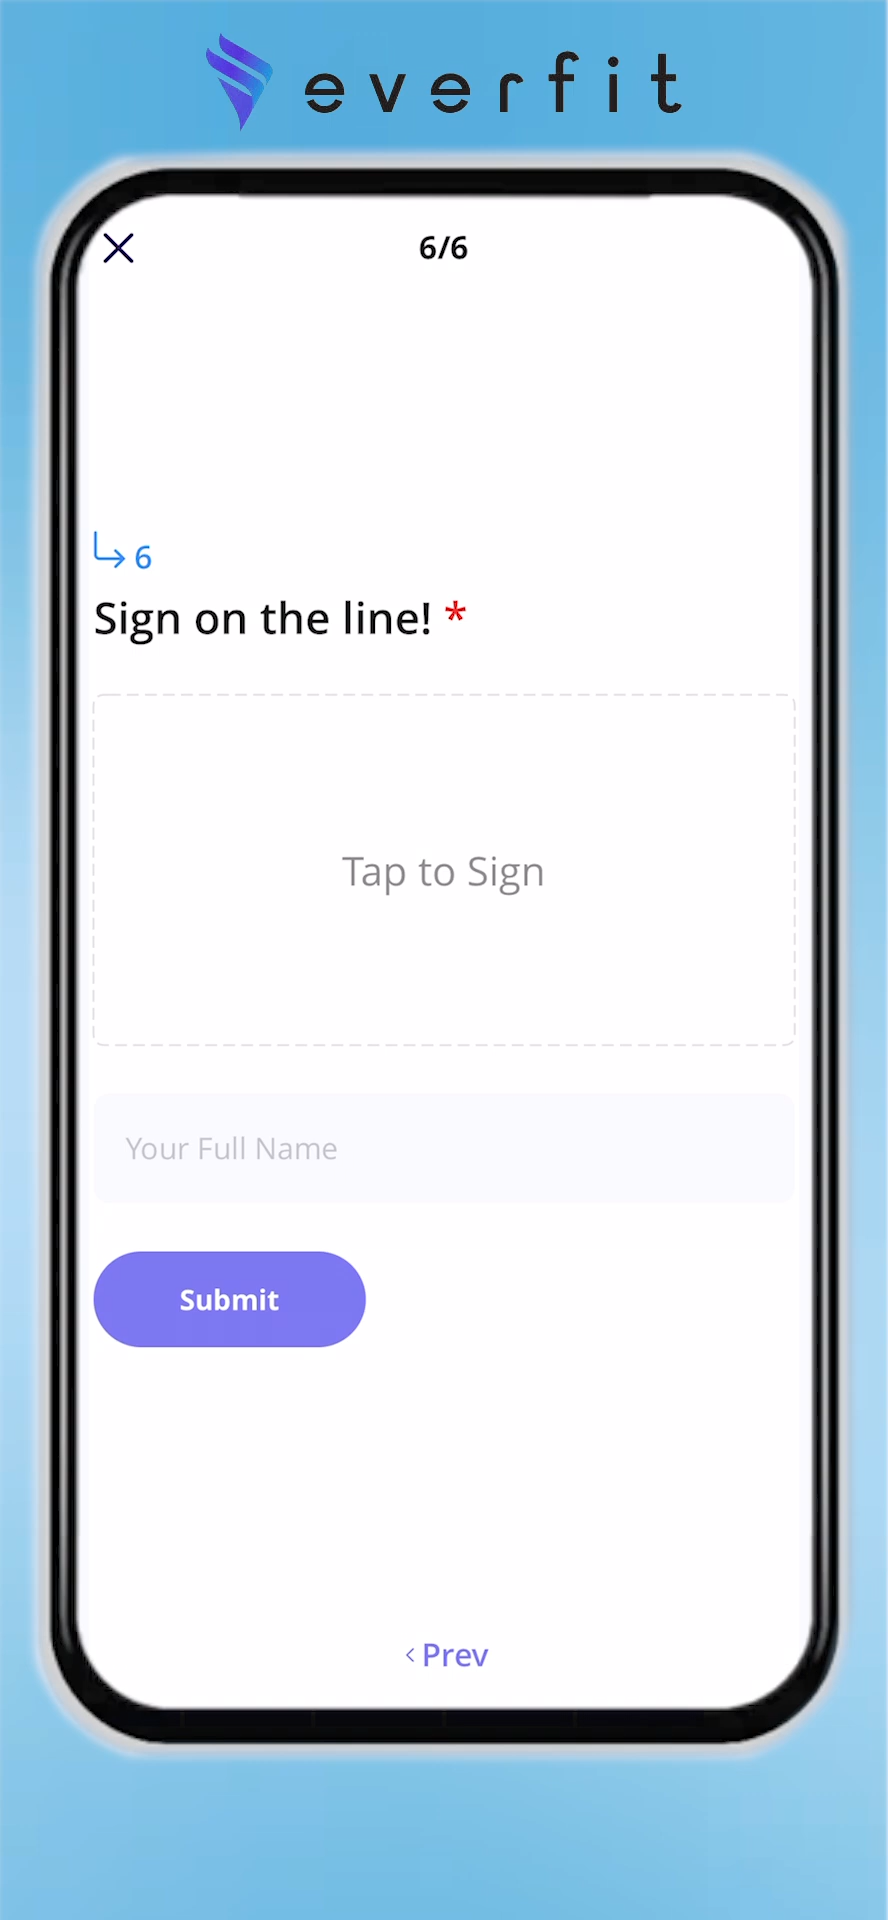 everfit
6/6
6
Sign on the line! *
Tap to Sign
Your Full Name
Submit
Prev